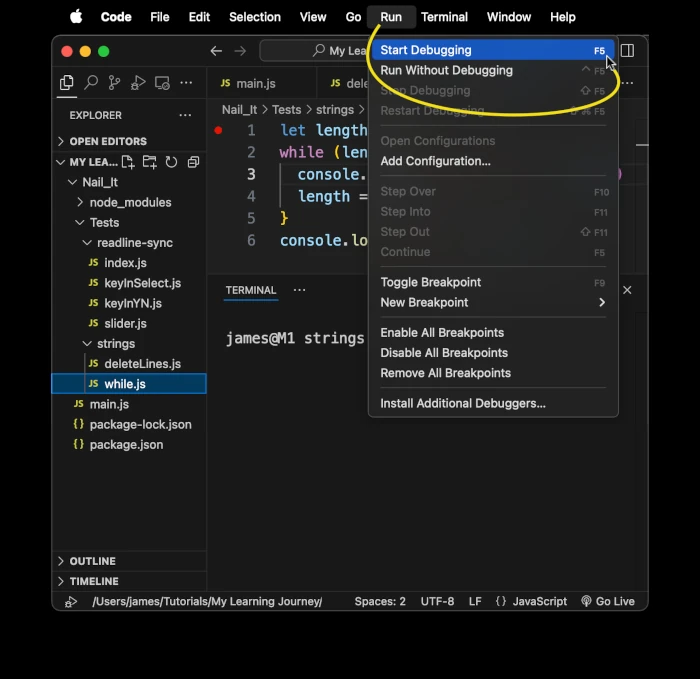 Code File Edit Selection View Go Run Terminal Window Help
My Lea
Start Debugging F5
Run Without Debugging ^ F5
Stop Debugging ⇧ F5
Restart Debugging ⇧ ⌘ F5
Open Configurations
Add Configuration...
Step Over F10
Step Into F11
Step Out ⇧ F11
Continue F5
Toggle Breakpoint F9
New Breakpoint
Enable All Breakpoints
Disable All Breakpoints
Remove All Breakpoints
Install Additional Debuggers...
EXPLORER ...
OPEN EDITORS
MY LEA...
Nail_It
node_modules
Tests
readline-sync
JS index.js
JS keyInSelect.js
JS keyInYN.js
JS slider.js
strings
JS deleteLines.js
JS while.js
JS main.js
{} package-lock.json
{} package.json
OUTLINE
TIMELINE
JS main.js JS dele
Nail_It > Tests > strings >
1 let length
2 while (len
3 console. )
4 length =
5 }
6 console.lo
TERMINAL ...
james@M1 strings
/Users/james/Tutorials/My Learning Journey/ Spaces: 2 UTF-8 LF {} JavaScript Go Live